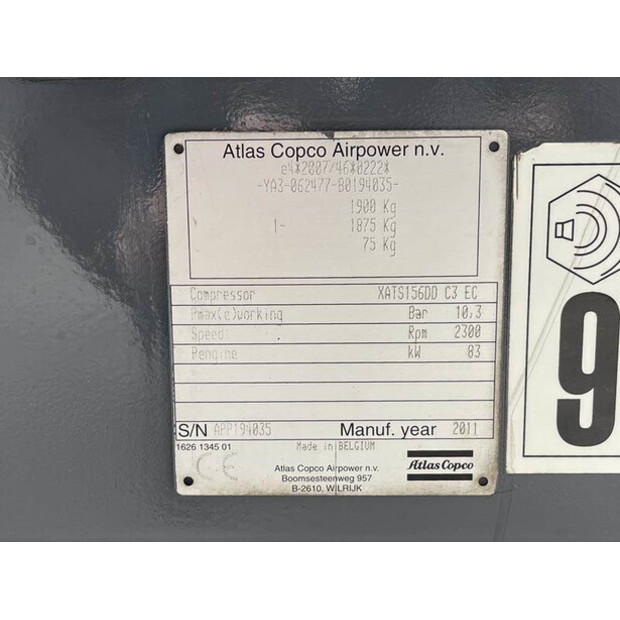 Atlas Copco Airpower n.v.
e4*2007/46*0222*
-YA3-062477-B0194035-
1900 Kg
1- 1875 Kg
75 Kg
Compressor XATS156DD C3 EC
Pmax(e)working Bar 10,3
Speed Rpm 2300
Pengine kW 83
S/N APP194035 Manuf. year 2011
1626 1345 01 Made in BELGIUM
CE
Atlas Copco Airpower n.v.
Boomsesteenweg 957
B-2610, WILRIJK
Atlas Copco
9